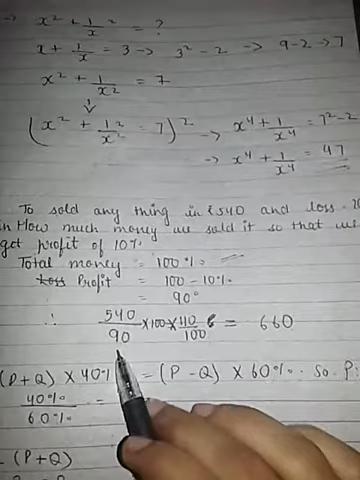 → x² + 1/x² = ?
x + 1/x = 3 → 3² - 2 → 9-2 → 7
x² + 1/x² = 7
(x² + 1²/x² = 7)² → x⁴ + 1/x⁴ = 7² - 2
→ x⁴ + 1/x⁴ = 47
To sold any thing in ₹540 and loss
in How much money we sold it so that we
get profit of 10%
Total money = 100%
Loss Profit = 100 - 10%
= 90°
∴ 540/90 × 100 × 110/100 = 660
(P+Q) × 40% = (P - Q) × 60%. So P:
40%/60% =
(P+Q)